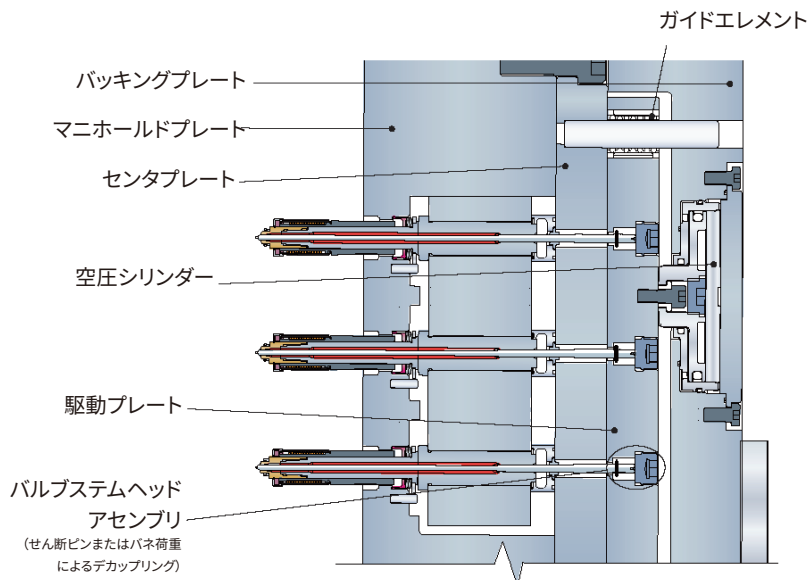 ガイドエレメント
バッキングプレート
マニホールドプレート
センタプレート
空圧シリンダー
駆動プレート
バルブステムヘッド
アセンブリ
(せん断ピンまたはバネ荷重
によるデカップリング)